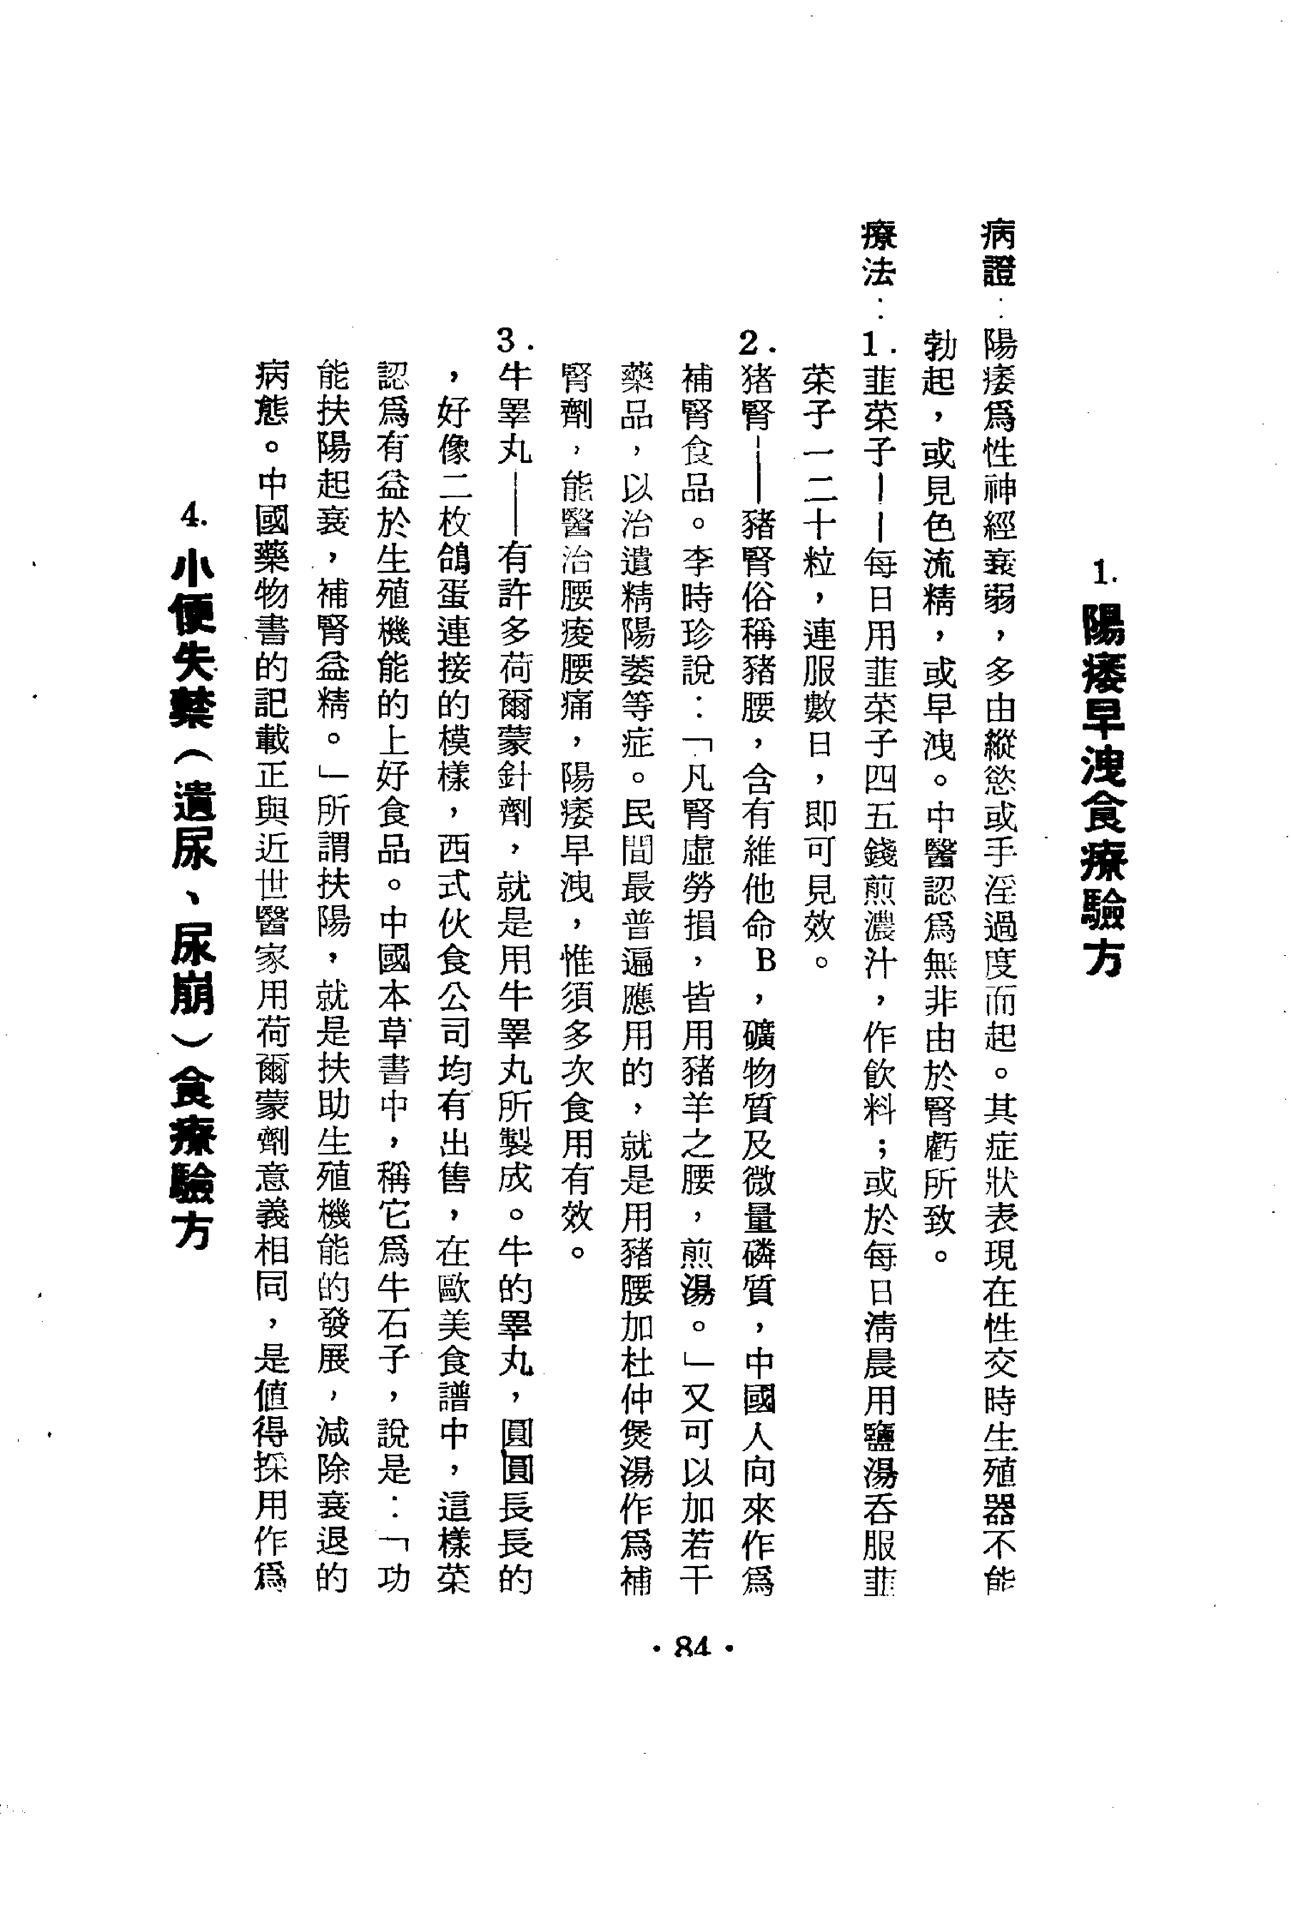 1. 陽痿早洩食療驗方
病證：陽痿爲性神經衰弱，多由縱慾或手淫過度而起。其症狀表現在性交時生殖器不能
勃起，或見色流精，或早洩。中醫認爲無非由於腎虧所致。
療法：1.韮菜子——每日用韮菜子四五錢煎濃汁，作飲料；或於每日清晨用鹽湯吞服韮
菜子一二十粒，連服數日，即可見效。
2.猪腎——豬腎俗稱豬腰，含有維他命B，礦物質及微量磷質，中國人向來作爲
補腎食品。李時珍說：「凡腎虛勞損，皆用豬羊之腰，煎湯。」又可以加若干
藥品，以治遺精陽萎等症。民間最普遍應用的，就是用豬腰加杜仲煲湯作爲補
腎劑，能醫治腰痠腰痛，陽痿早洩，惟須多次食用有效。
3.牛睪丸——有許多荷爾蒙針劑，就是用牛睪丸所製成。牛的睪丸，圓圓長長的
，好像二枚鴿蛋連接的模樣，西式伙食公司均有出售，在歐美食譜中，這樣菜
認爲有益於生殖機能的上好食品。中國本草書中，稱它爲牛石子，說是：「功
能扶陽起衰，補腎益精。」所謂扶陽，就是扶助生殖機能的發展，減除衰退的
病態。中國藥物書的記載正與近世醫家用荷爾蒙劑意義相同，是値得採用作爲
4. 小便失禁（遺尿、尿崩）食療驗方
• 84 •